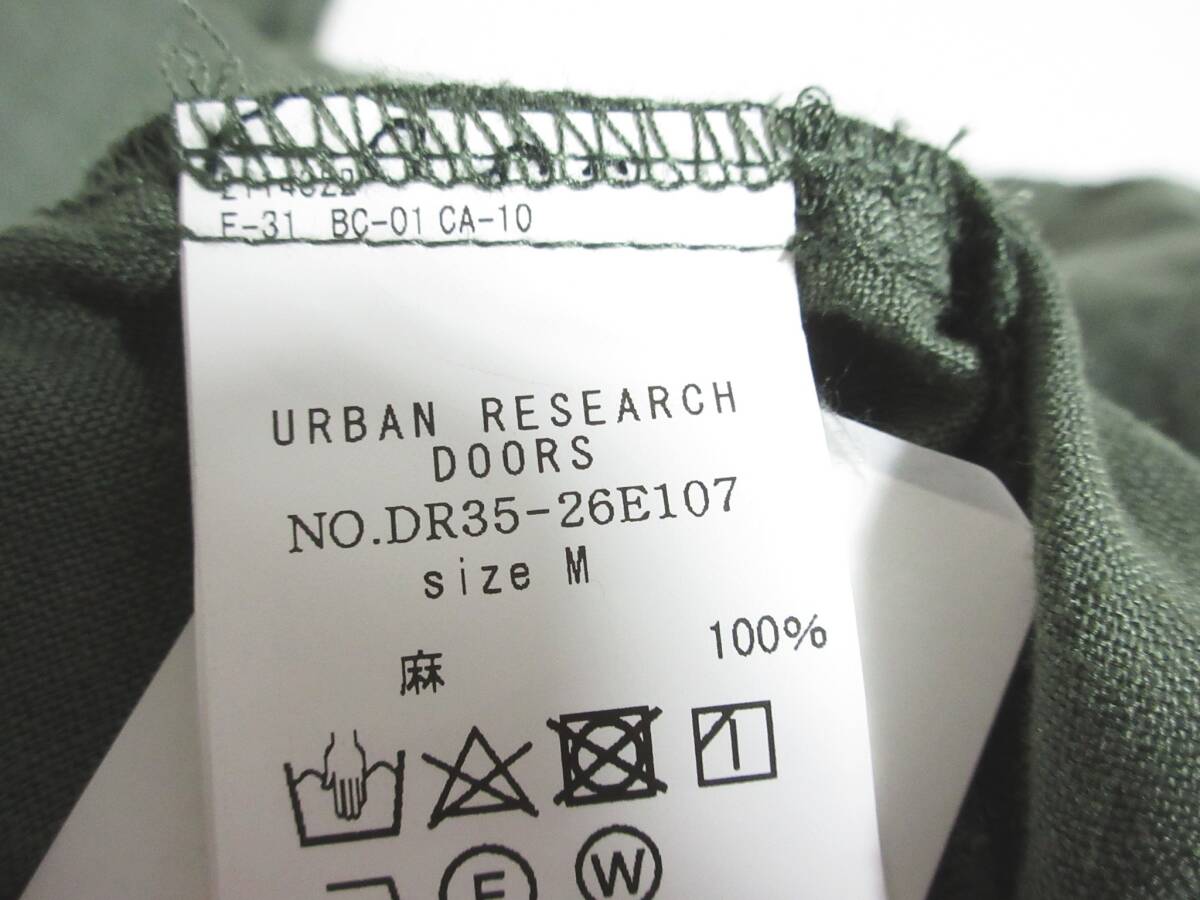 F-31 BC-01 CA-10
URBAN RESEARCH
DOORS
NO.DR35-26E107
size M
麻 100%
W